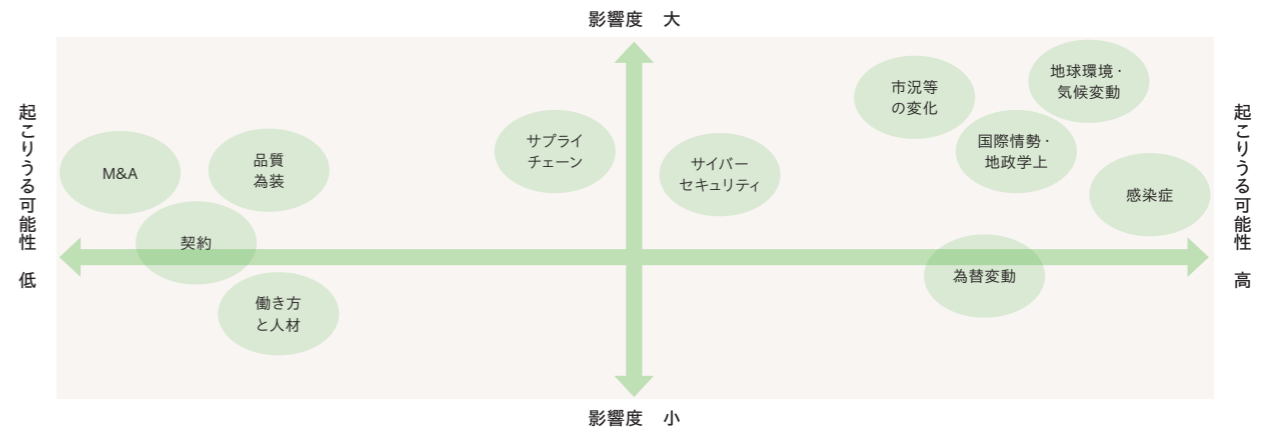 影響度　大
起こりうる可能性　低
M&A
品質
為装
契約
働き方
と人材
サプライ
チェーン
サイバー
セキュリティ
市況等
の変化
地球環境・
気候変動
国際情勢・
地政学上
感染症
為替変動
起こりうる可能性　高
影響度　小